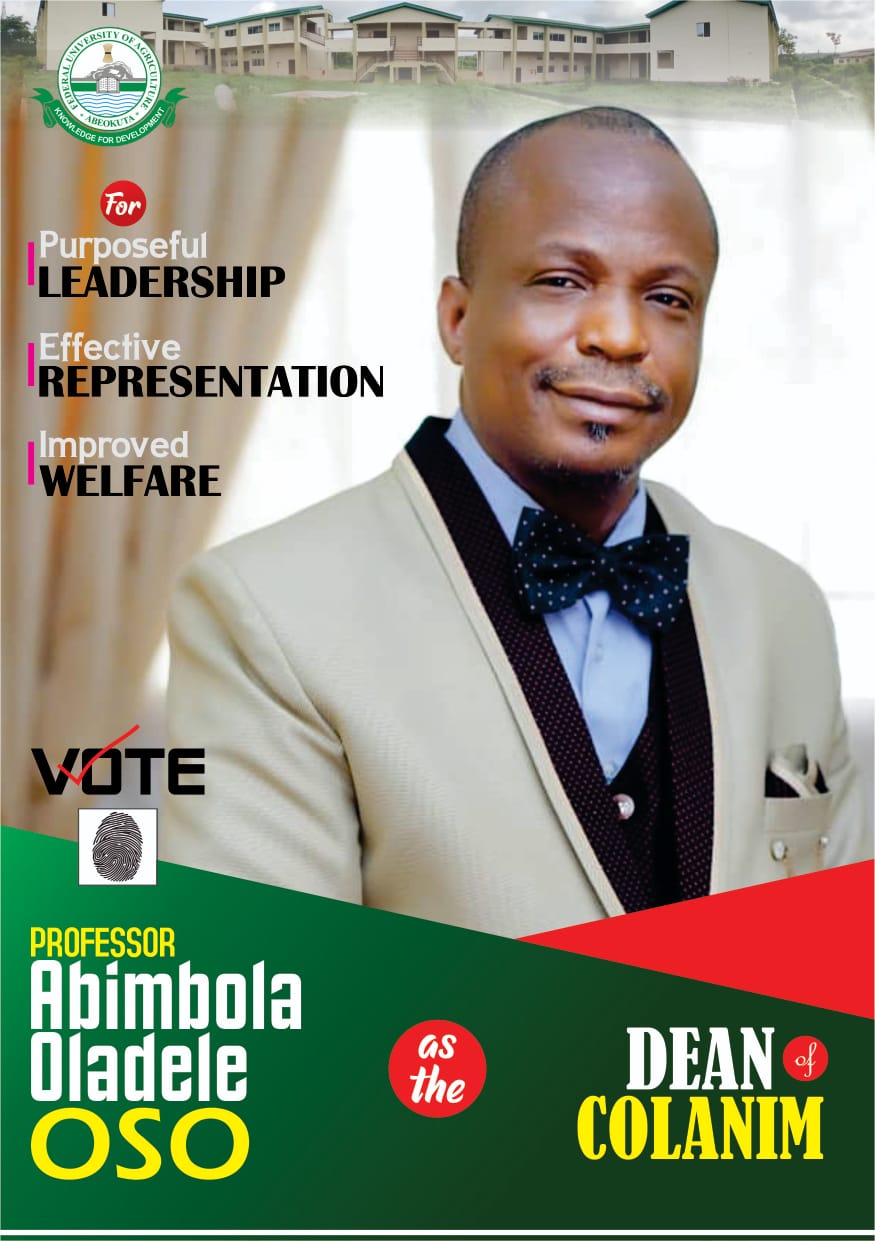 FEDERAL UNIVERSITY OF AGRICULTURE
ABEOKUTA
KNOWLEDGE FOR DEVELOPMENT
For
Purposeful
LEADERSHIP
Effective
REPRESENTATION
Improved
WELFARE
VOTE
PROFESSOR
Abimbola
Oladele
OSO
as
the
DEAN of
COLANIM